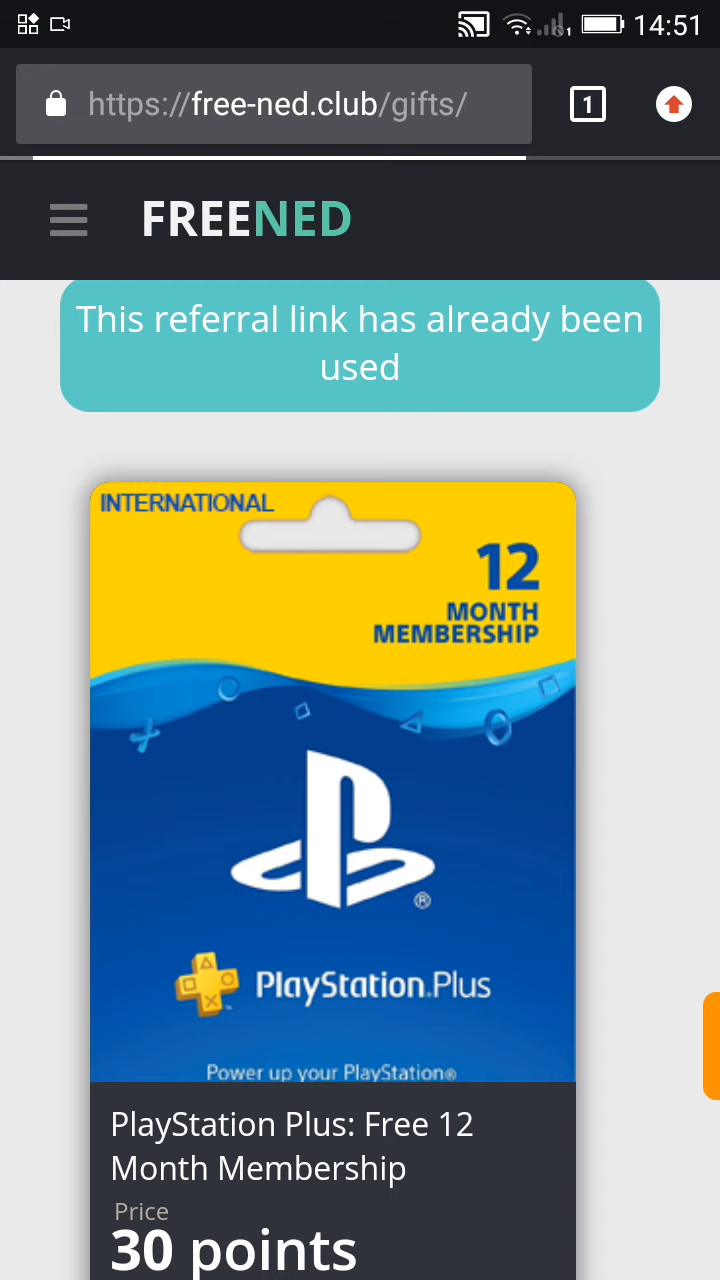 14:51
https://free-ned.club/gifts/
1
FREENED
This referral link has already been
used
INTERNATIONAL
12
MONTH
MEMBERSHIP
PlayStation.Plus
Power up your PlayStation®
PlayStation Plus: Free 12
Month Membership
Price
30 points